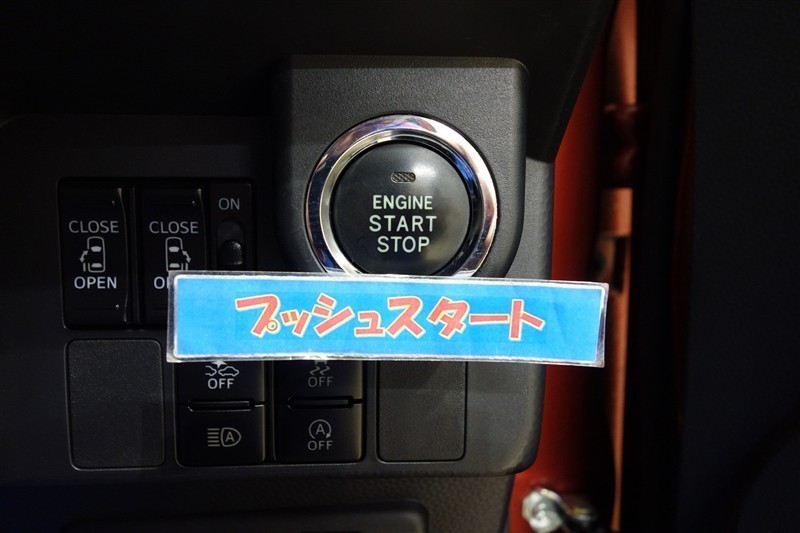 ENGINE
START
STOP
ON
CLOSE
OPEN
CLOSE
プッシュスタート
OFF
OFF
A
A
OFF